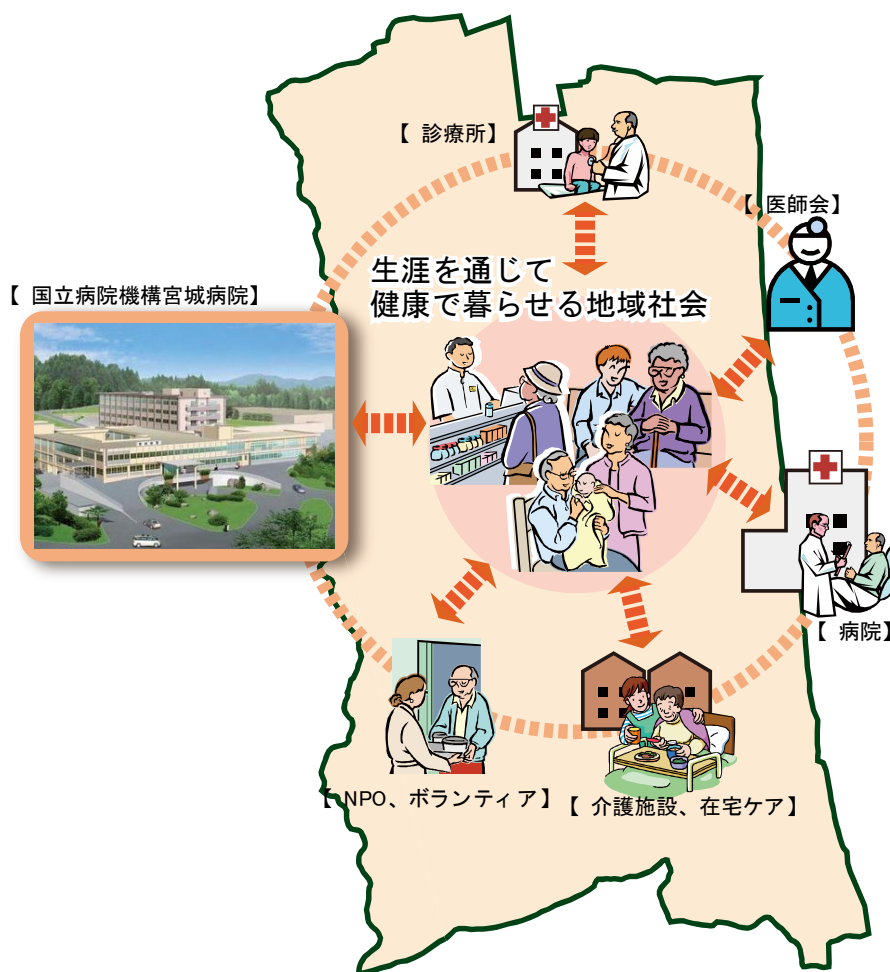 【 診療所】
【 医師会】
【 国立病院機構宮城病院】
生涯を通じて
健康で暮らせる地域社会
【 病院】
【 NPO、ボランティア】
【 介護施設、在宅ケア】